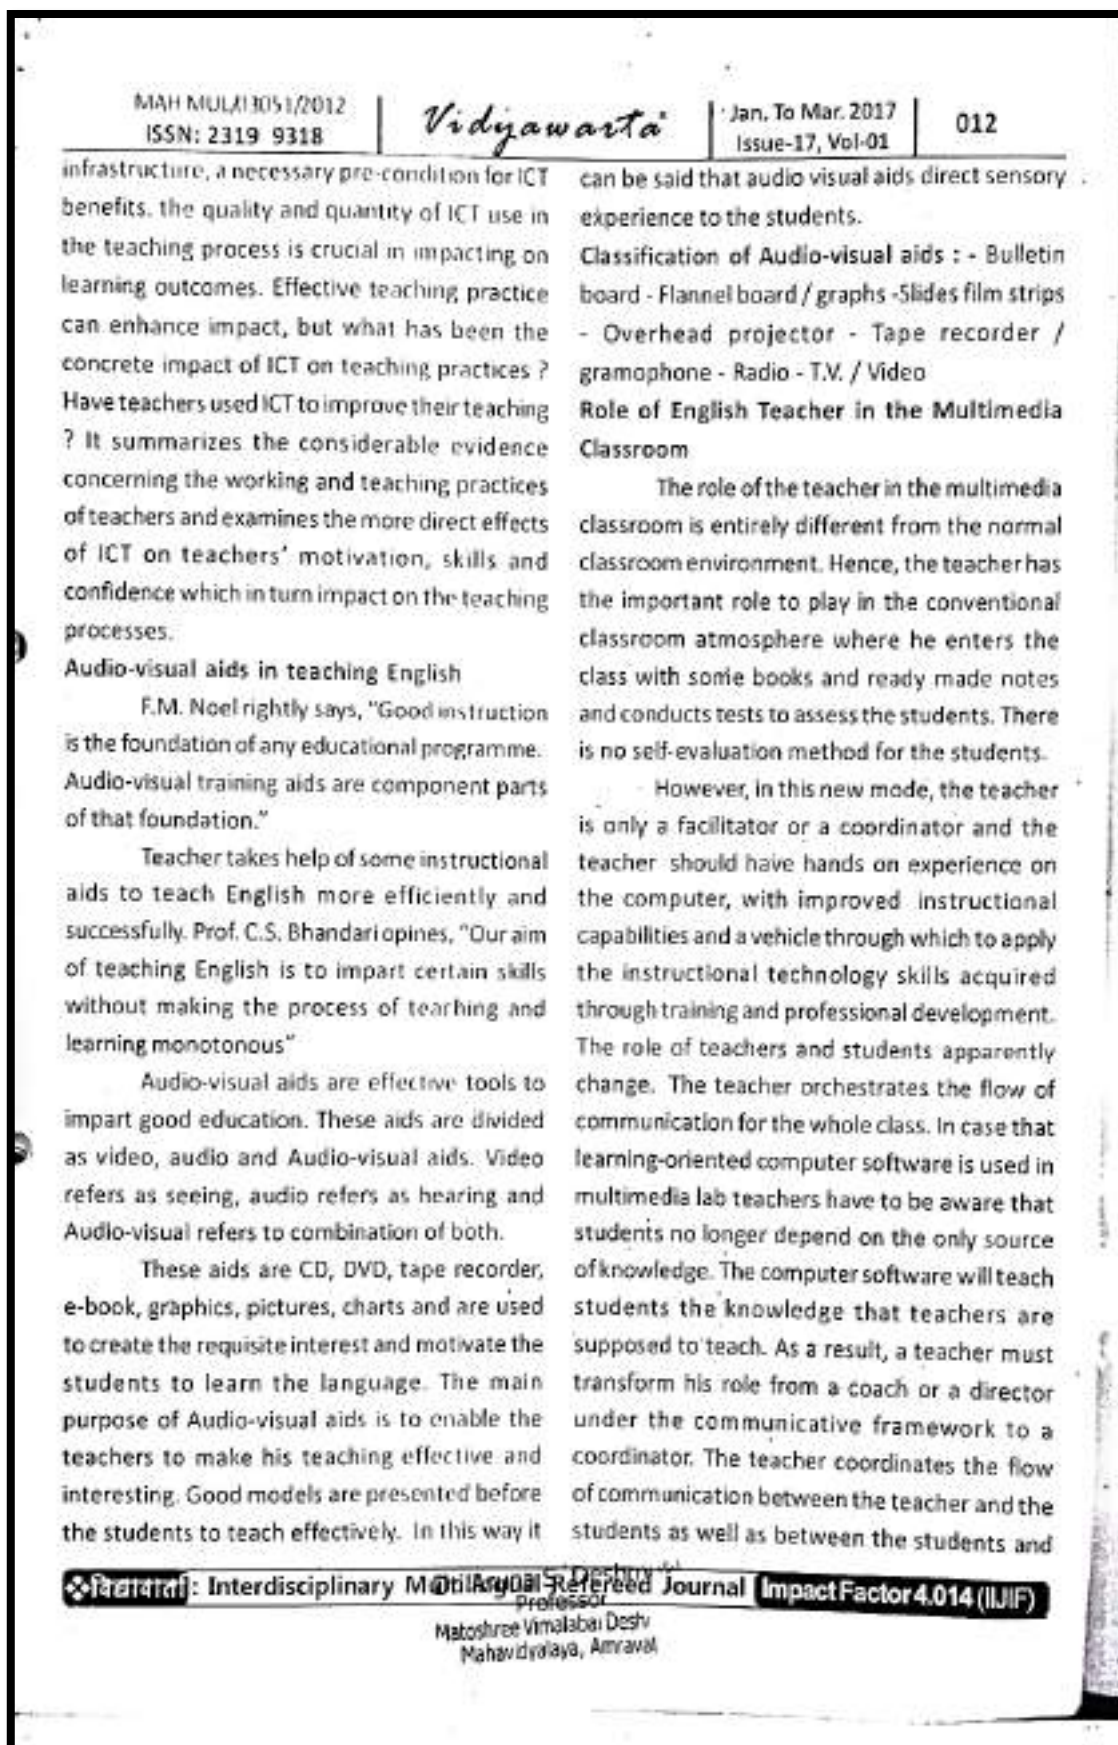 MAH MUL/03051/2012
ISSN: 2319 9318
Vidyawarta
Jan. To Mar. 2017
Issue-17, Vol-01
012
infrastructure, a necessary pre-condition for ICT
benefits. the quality and quantity of ICT use in
the teaching process is crucial in impacting on
learning outcomes. Effective teaching practice
can enhance impact, but what has been the
concrete impact of ICT on teaching practices ?
Have teachers used ICT to improve their teaching
? It summarizes the considerable evidence
concerning the working and teaching practices
of teachers and examines the more direct effects
of ICT on teachers' motivation, skills and
confidence which in turn impact on the teaching
processes.
Audio-visual aids in teaching English
F.M. Noel rightly says, "Good instruction
is the foundation of any educational programme.
Audio-visual training aids are component parts
of that foundation."
Teacher takes help of some instructional
aids to teach English more efficiently and
successfully. Prof. C.S. Bhandari opines, "Our aim
of teaching English is to impart certain skills
without making the process of teaching and
learning monotonous"
Audio-visual aids are effective tools to
impart good education. These aids are divided
as video, audio and Audio-visual aids. Video
refers as seeing, audio refers as hearing and
Audio-visual refers to combination of both.
These aids are CD, DVD, tape recorder,
e-book, graphics, pictures, charts and are used
to create the requisite interest and motivate the
students to learn the language. The main
purpose of Audio-visual aids is to enable the
teachers to make his teaching effective and
interesting. Good models are presented before
the students to teach effectively. In this way it
can be said that audio visual aids direct sensory
experience to the students.
Classification of Audio-visual aids : - Bulletin
board - Flannel board / graphs -Slides film strips
- Overhead projector - Tape recorder /
gramophone - Radio - T.V. / Video
Role of English Teacher in the Multimedia
Classroom
The role of the teacher in the multimedia
classroom is entirely different from the normal
classroom environment. Hence, the teacher has
the important role to play in the conventional
classroom atmosphere where he enters the
class with some books and ready made notes
and conducts tests to assess the students. There
is no self-evaluation method for the students.
However, in this new mode, the teacher
is only a facilitator or a coordinator and the
teacher should have hands on experience on
the computer, with improved instructional
capabilities and a vehicle through which to apply
the instructional technology skills acquired
through training and professional development.
The role of teachers and students apparently
change. The teacher orchestrates the flow of
communication for the whole class. In case that
learning-oriented computer software is used in
multimedia lab teachers have to be aware that
students no longer depend on the only source
of knowledge. The computer software will teach
students the knowledge that teachers are
supposed to teach. As a result, a teacher must
transform his role from a coach or a director
under the communicative framework to a
coordinator. The teacher coordinates the flow
of communication between the teacher and the
students as well as between the students and
❖विद्यावार्ता : Interdisciplinary Multilingual Refereed Journal Impact Factor 4.014 (IIJIF)
Professor
Matoshree Vimalabai Desh
Mahavidyalaya, Amravat